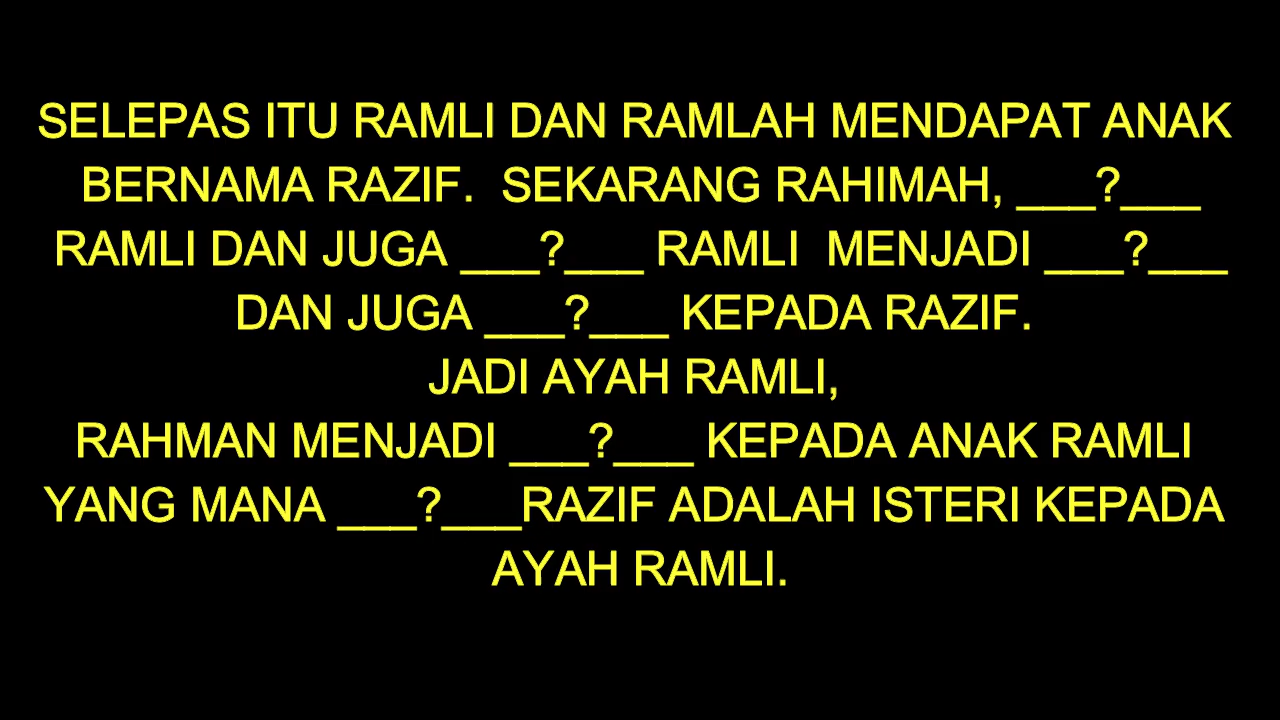 SELEPAS ITU RAMLI DAN RAMLAH MENDAPAT ANAK
BERNAMA RAZIF.  SEKARANG RAHIMAH, ___?___
RAMLI DAN JUGA ___?___ RAMLI  MENJADI ___?___
DAN JUGA ___?___ KEPADA RAZIF.
JADI AYAH RAMLI,
RAHMAN MENJADI ___?___ KEPADA ANAK RAMLI
YANG MANA ___?___RAZIF ADALAH ISTERI KEPADA
AYAH RAMLI.